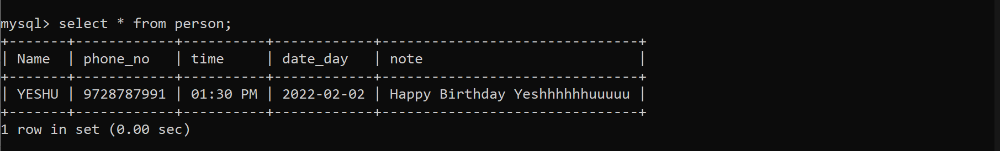 mysql> select * from person;
+-------+------------+----------+------------+-------------------------------+
| Name  | phone_no   | time     | date_day   | note                          |
+-------+------------+----------+------------+-------------------------------+
| YESHU | 9728787991 | 01:30 PM | 2022-02-02 | Happy Birthday Yeshhhhhhuuuuu |
+-------+------------+----------+------------+-------------------------------+
1 row in set (0.00 sec)